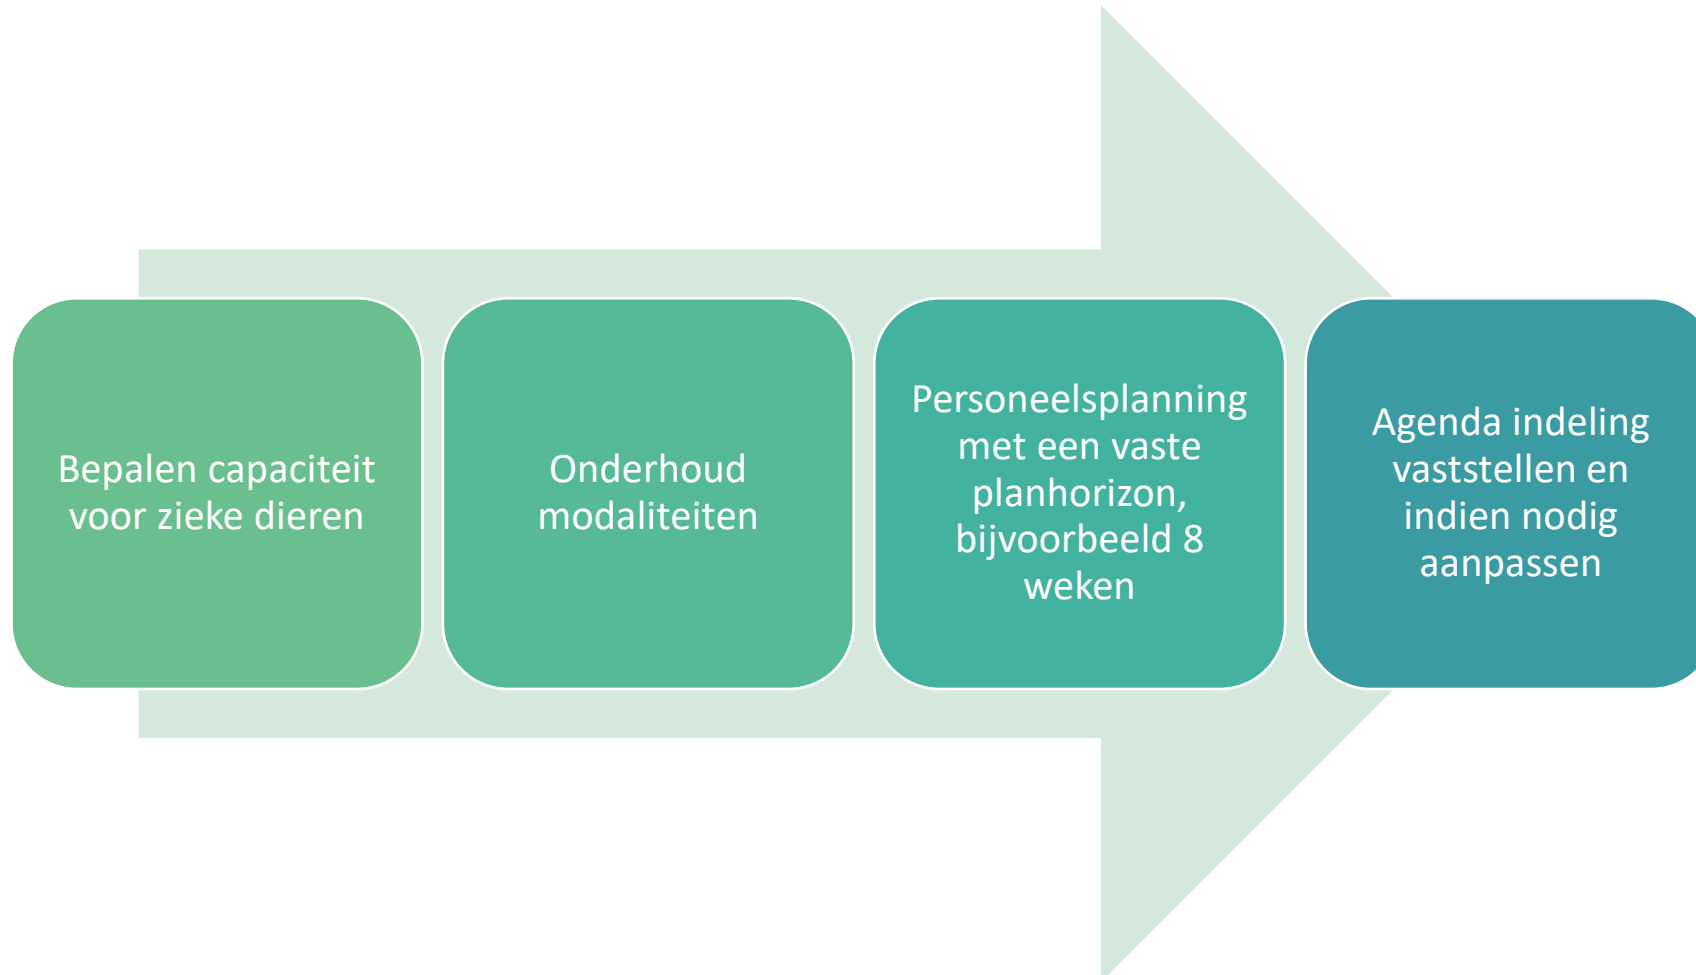 Bepalen capaciteit
voor zieke dieren
Onderhoud
modaliteiten
Personeelsplanning
met een vaste
planhorizon,
bijvoorbeeld 8
weken
Agenda indeling
vaststellen en
indien nodig
aanpassen